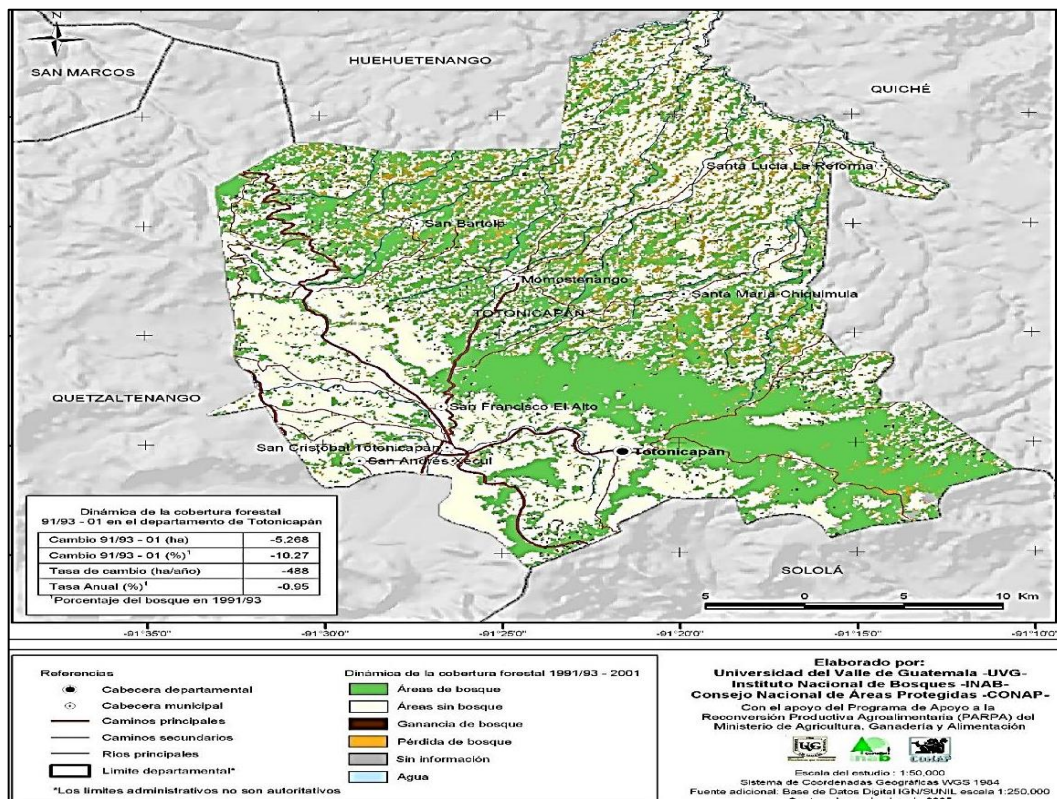 SAN MARCOS
HUEHUETENANGO
QUICHÉ
Santa Lucía La Reforma
San Bartolo
Momostenango
Santa María Chiquimula
TOTONICAPÁN
QUETZALTENANGO
San Francisco El Alto
San Cristóbal Totonicapán
San Andrés Xecul
Totonicapán
SOLOLÁ
Dinámica de la cobertura forestal
91/93 - 01 en el departamento de Totonicapán
Cambio 91/93 - 01 (ha) -5.268
Cambio 91/93 - 01 (%)¹ -10.27
Tasa de cambio (ha/año) -488
Tasa Anual (%)¹ -0.95
¹Porcentaje del bosque en 1991/93
5 0 5 10 Km
-91°35'0" -91°30'0" -91°25'0" -91°20'0" -91°15'0" -91°10'0"
Referencias
Cabecera departamental
Cabecera municipal
Caminos principales
Caminos secundarios
Ríos principales
Límite departamental*
*Los límites administrativos no son autoritativos
Dinámica de la cobertura forestal 1991/93 - 2001
Áreas de bosque
Áreas sin bosque
Ganancia de bosque
Pérdida de bosque
Sin información
Agua
Elaborado por:
Universidad del Valle de Guatemala -UVG-
Instituto Nacional de Bosques -INAB-
Consejo Nacional de Áreas Protegidas -CONAP-
Con el apoyo del Programa de Apoyo a la
Reconversión Productiva Agroalimentaria (PARPA) del
Ministerio de Agricultura, Ganadería y Alimentación
Escala del estudio : 1:50,000
Sistema de Coordenadas Geográficas WGS 1984
Fuente adicional: Base de Datos Digital IGN/SUNIL escala 1:250,000